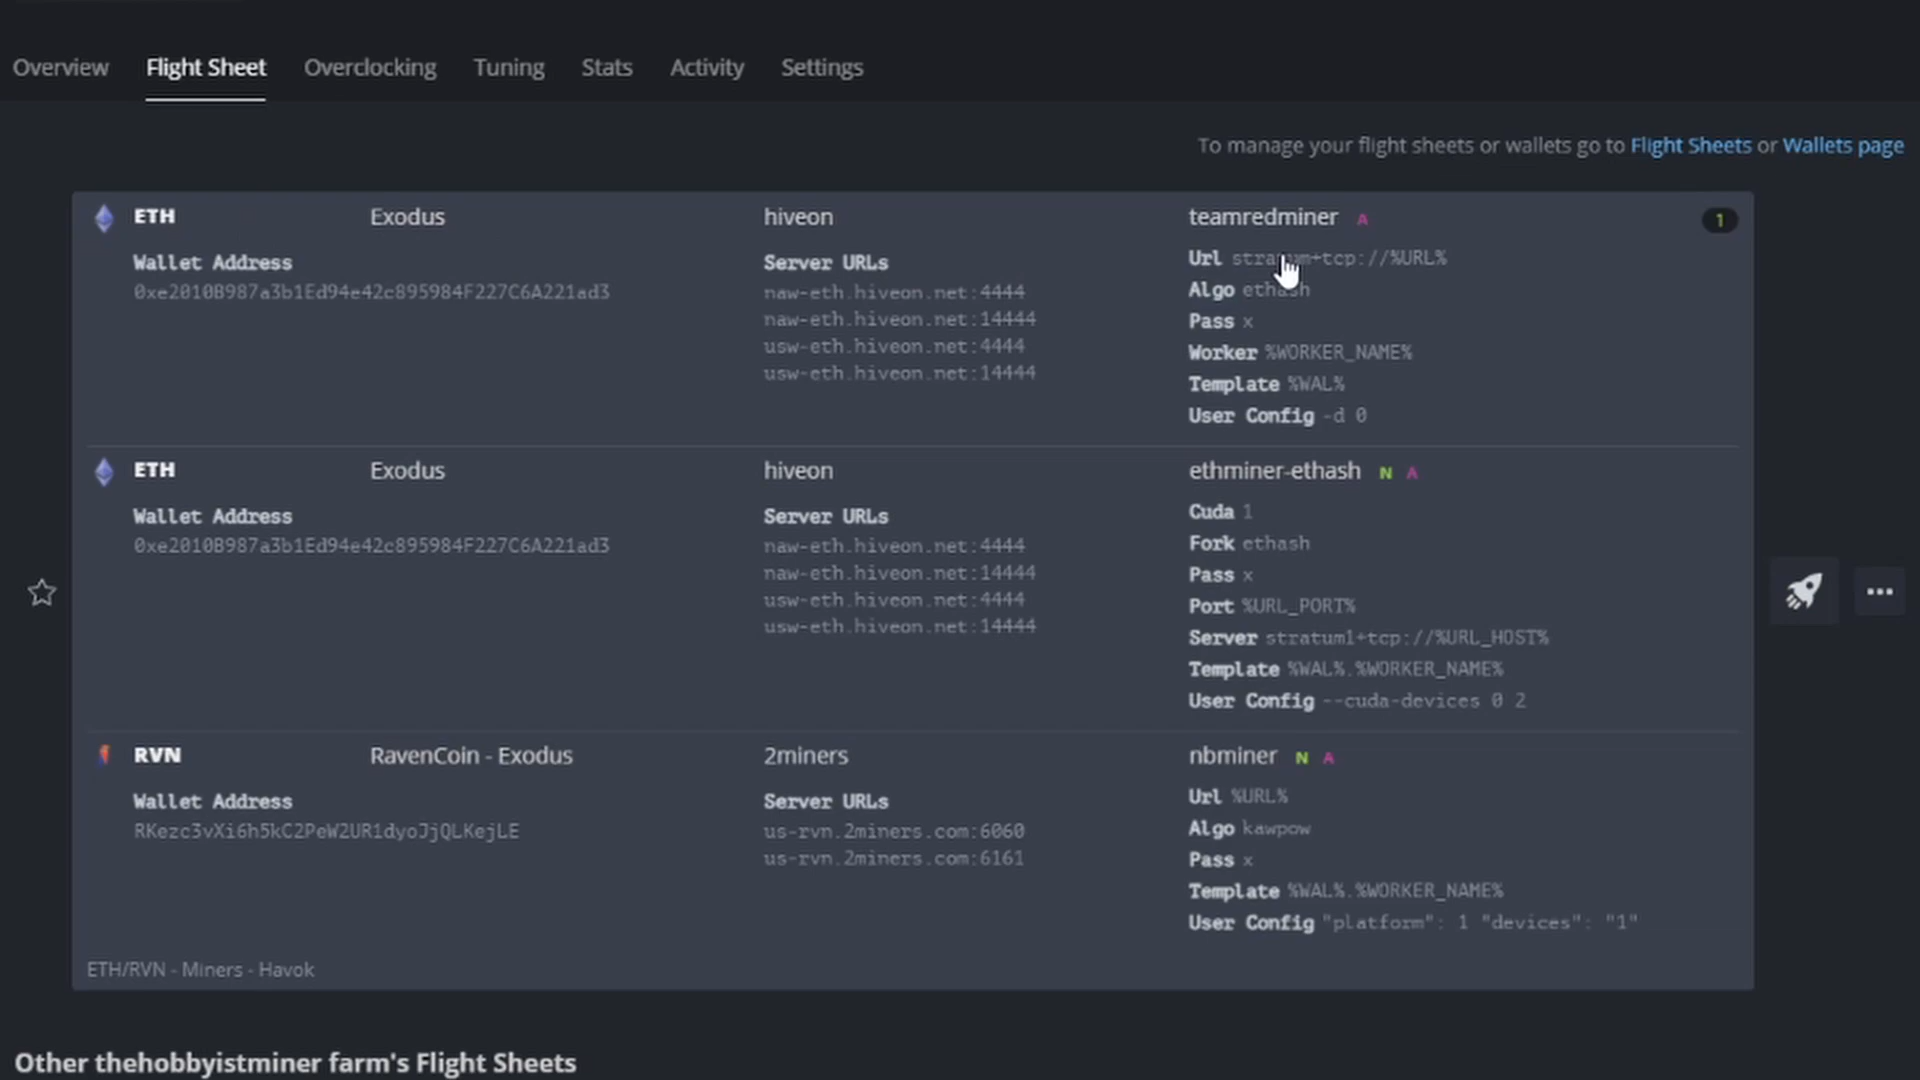 Overview Flight Sheet Overclocking Tuning Stats Activity Settings
To manage your flight sheets or wallets go to Flight Sheets or Wallets page
ETH Exodus hiveon teamredminer A 1
Wallet Address
0xe2010B987a3b1Ed94e42c895984F227C6A221ad3
Server URLs
naw-eth.hiveon.net:4444
naw-eth.hiveon.net:14444
usw-eth.hiveon.net:4444
usw-eth.hiveon.net:14444
Url stratum+tcp://%URL%
Algo ethash
Pass x
Worker %WORKER_NAME%
Template %WAL%
User Config -d 0
ETH Exodus hiveon ethminer-ethash N A
Wallet Address
0xe2010B987a3b1Ed94e42c895984F227C6A221ad3
Server URLs
naw-eth.hiveon.net:4444
naw-eth.hiveon.net:14444
usw-eth.hiveon.net:4444
usw-eth.hiveon.net:14444
Cuda 1
Fork ethash
Pass x
Port %URL_PORT%
Server stratum1+tcp://%URL_HOST%
Template %WAL%.%WORKER_NAME%
User Config --cuda-devices 0 2
RVN RavenCoin - Exodus 2miners nbminer N A
Wallet Address
RKezc3vXi6h5kC2PeW2UR1dyoJjQLKejLE
Server URLs
us-rvn.2miners.com:6060
us-rvn.2miners.com:6161
Url %URL%
Algo kawpow
Pass x
Template %WAL%.%WORKER_NAME%
User Config "platform": 1 "devices": "1"
ETH/RVN - Miners - Havok
Other thehobbyistminer farm's Flight Sheets